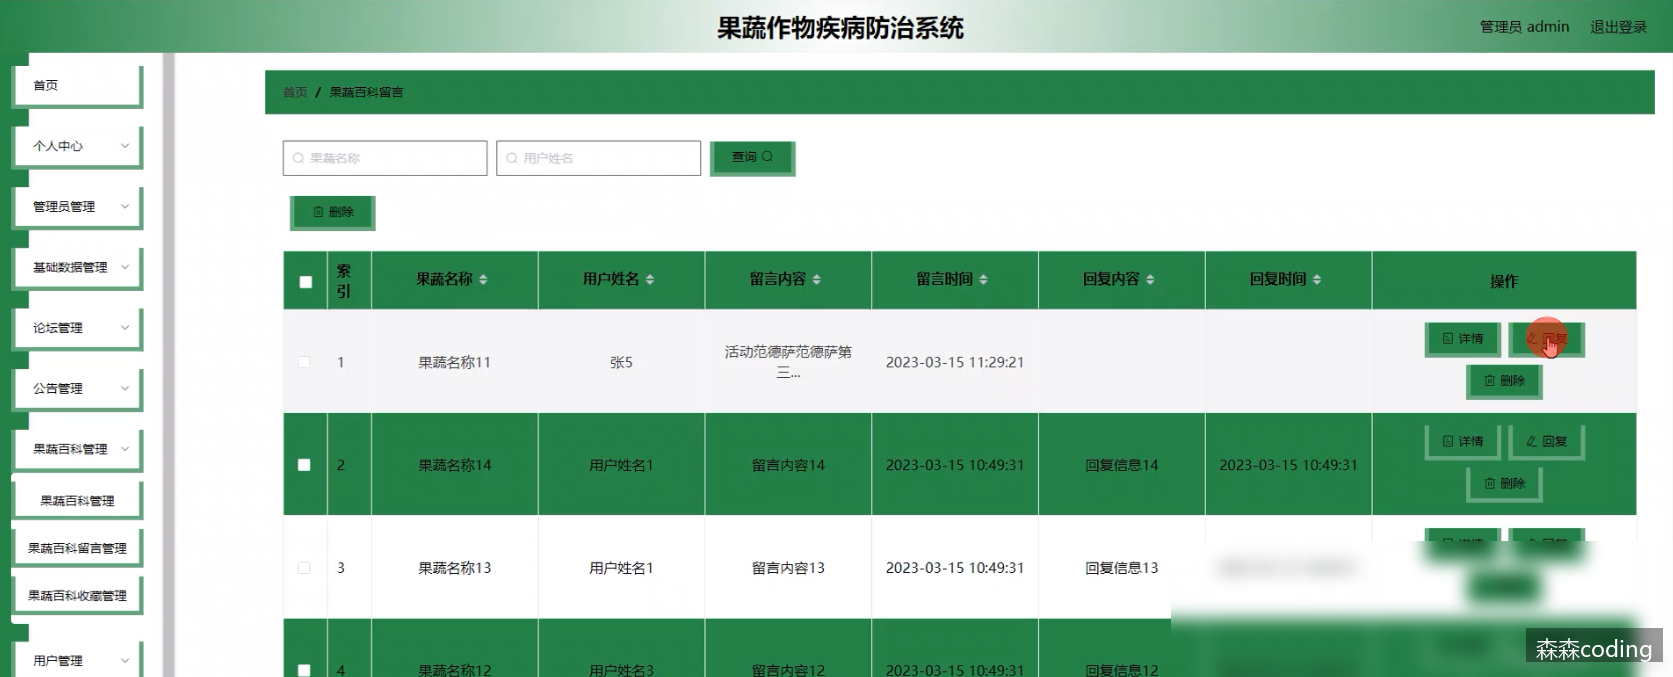 果蔬作物疾病防治系统
管理员 admin 退出登录
首页
个人中心
管理员管理
基础数据管理
论坛管理
公告管理
果蔬百科管理
果蔬百科管理
果蔬百科留言管理
果蔬百科收藏管理
用户管理
首页 / 果蔬百科留言
果蔬名称 用户姓名 查询
删除
索引 果蔬名称 用户姓名 留言内容 留言时间 回复内容 回复时间 操作
1 果蔬名称11 张5 活动范德萨范德萨第三... 2023-03-15 11:29:21 详情 回复
删除
2 果蔬名称14 用户姓名1 留言内容14 2023-03-15 10:49:31 回复信息14 2023-03-15 10:49:31 详情 回复
删除
3 果蔬名称13 用户姓名1 留言内容13 2023-03-15 10:49:31 回复信息13
4 果蔬名称12 用户姓名3 留言内容12 2023-03-15 10:49:31 回复信息12
森森coding